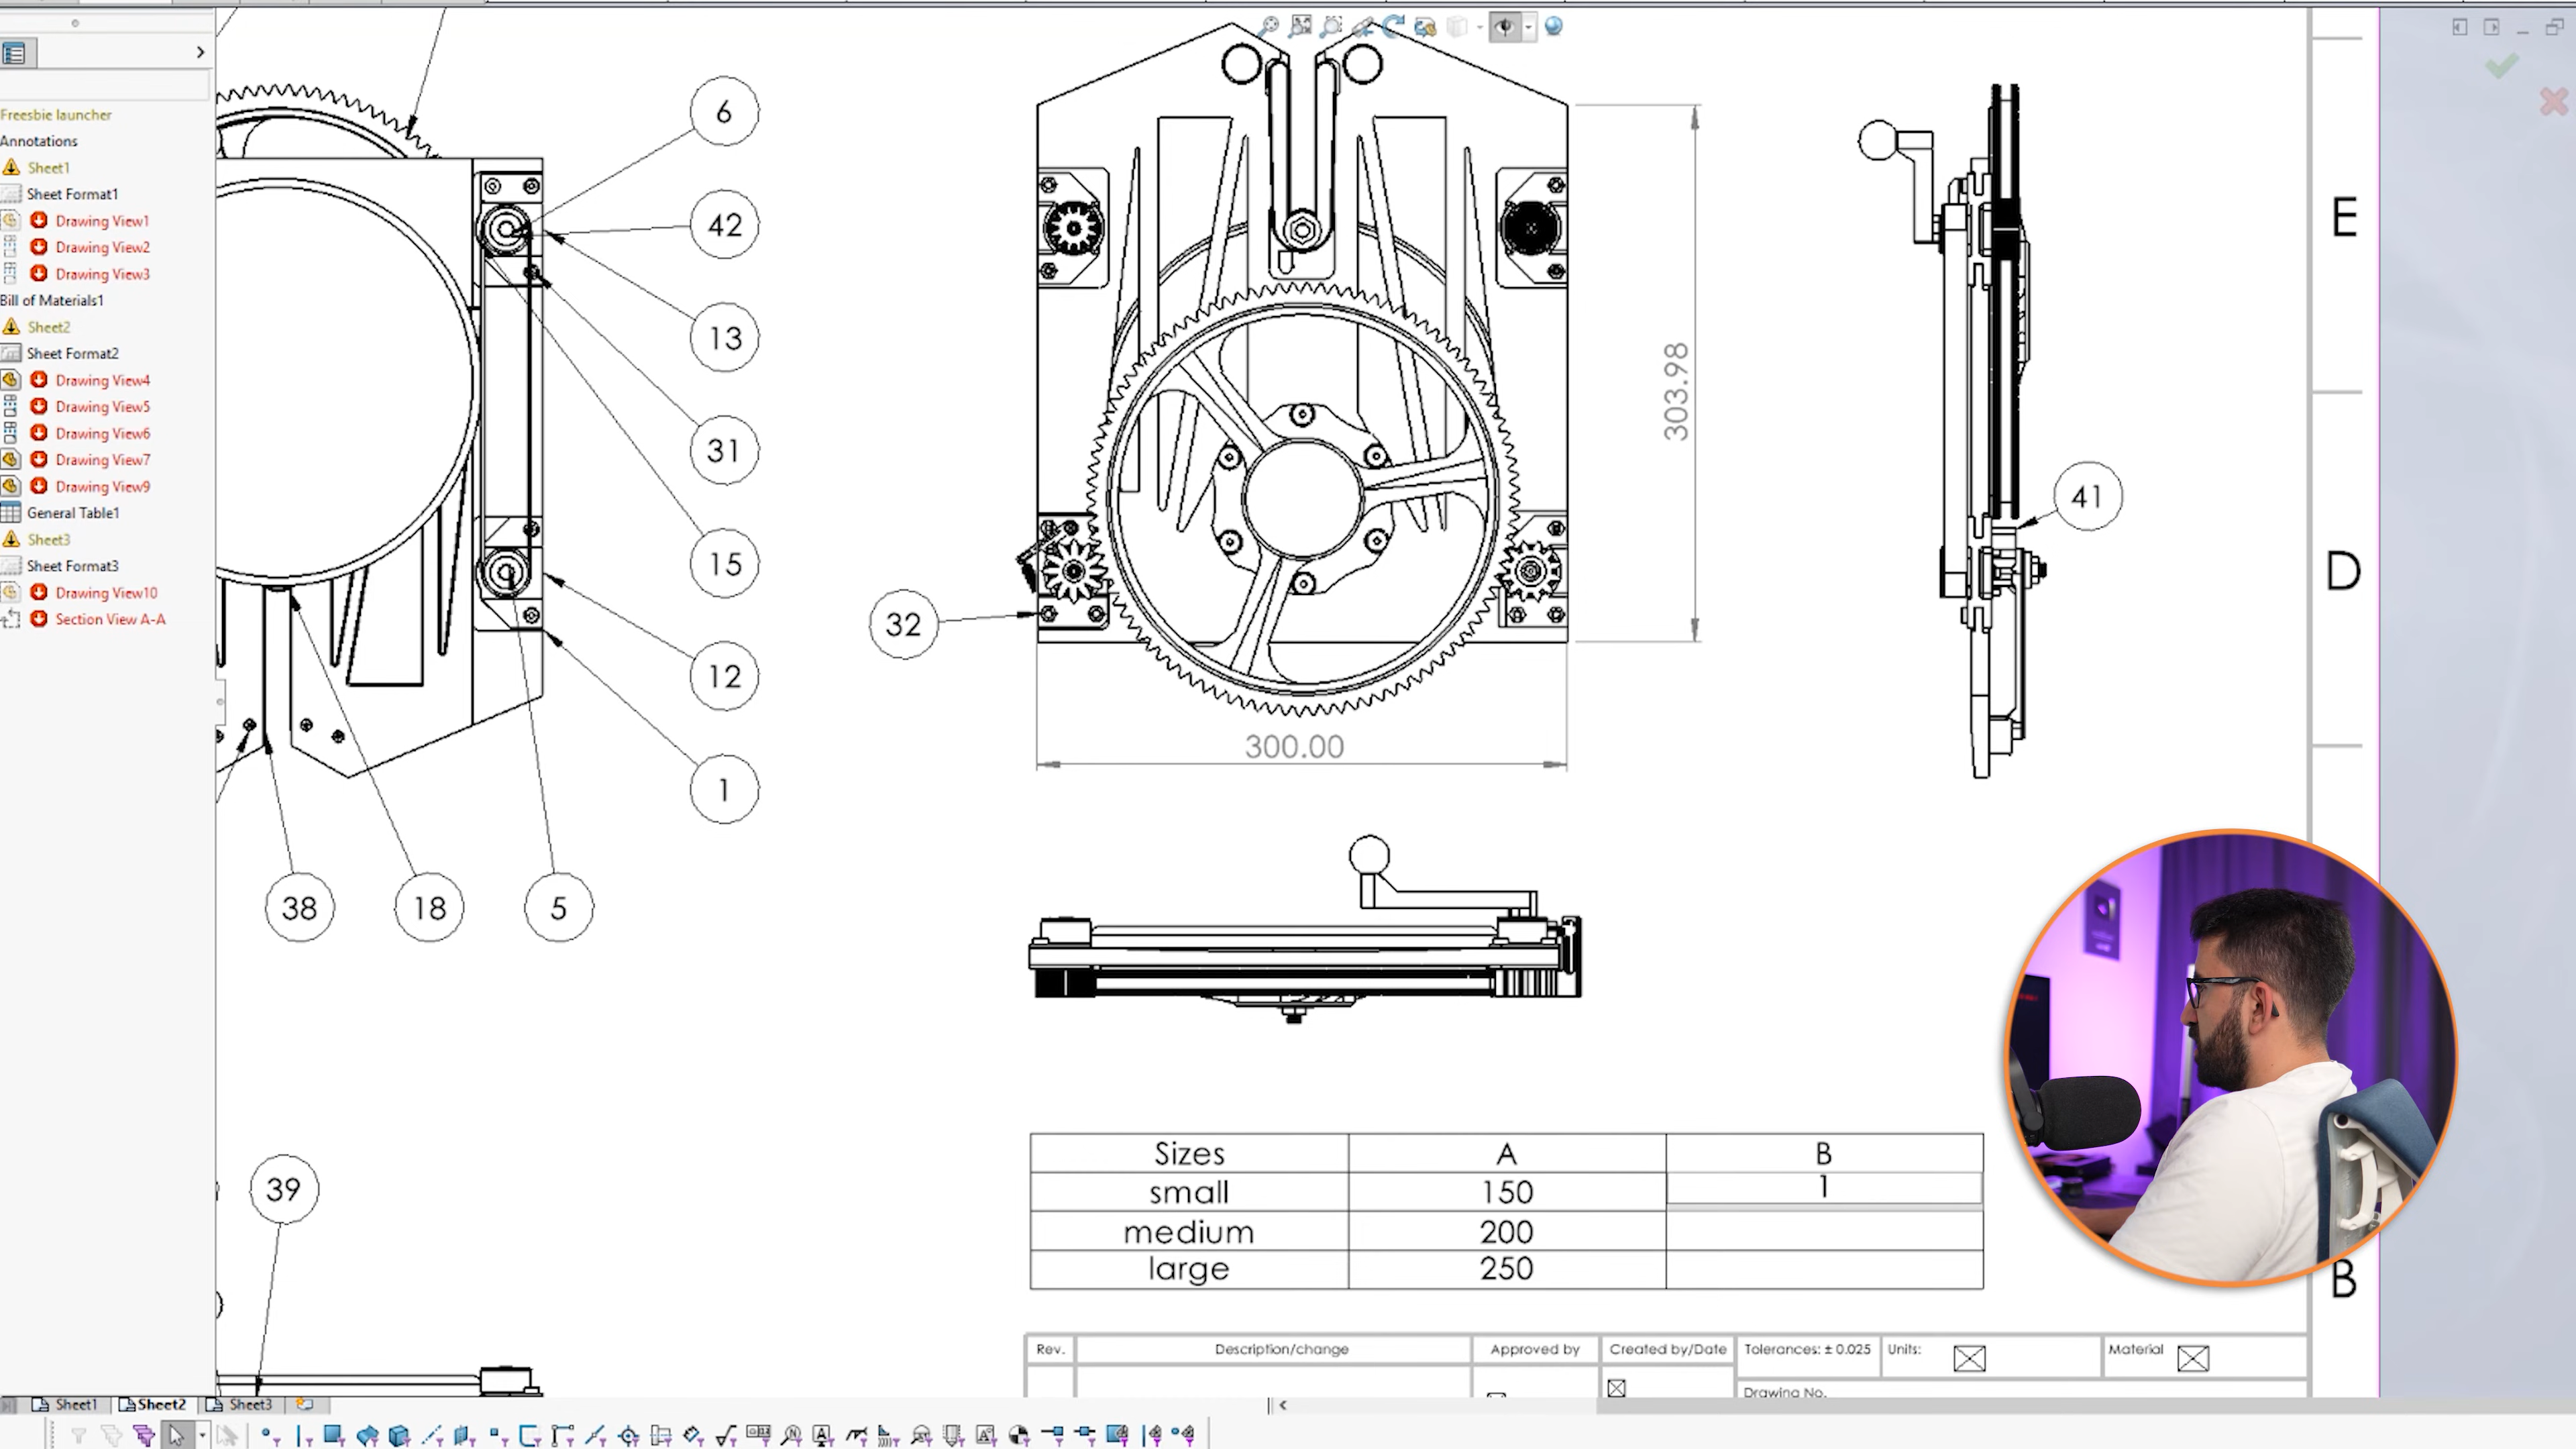 Freesbie launcher
Annotations
Sheet1
Sheet Format1
Drawing View1
Drawing View2
Drawing View3
Bill of Materials1
Sheet2
Sheet Format2
Drawing View4
Drawing View5
Drawing View6
Drawing View7
Drawing View9
General Table1
Sheet3
Sheet Format3
Drawing View10
Section View A-A
6
42
13
31
15
12
1
38
18
5
39
32
41
303.98
300.00
E
D
B
Sizes A B
small 150 1
medium 200
large 250
Rev. Description/change Approved by Created by/Date Tolerances: ± 0.025 Units: Material
Drawing No.
Sheet1 Sheet2 Sheet3